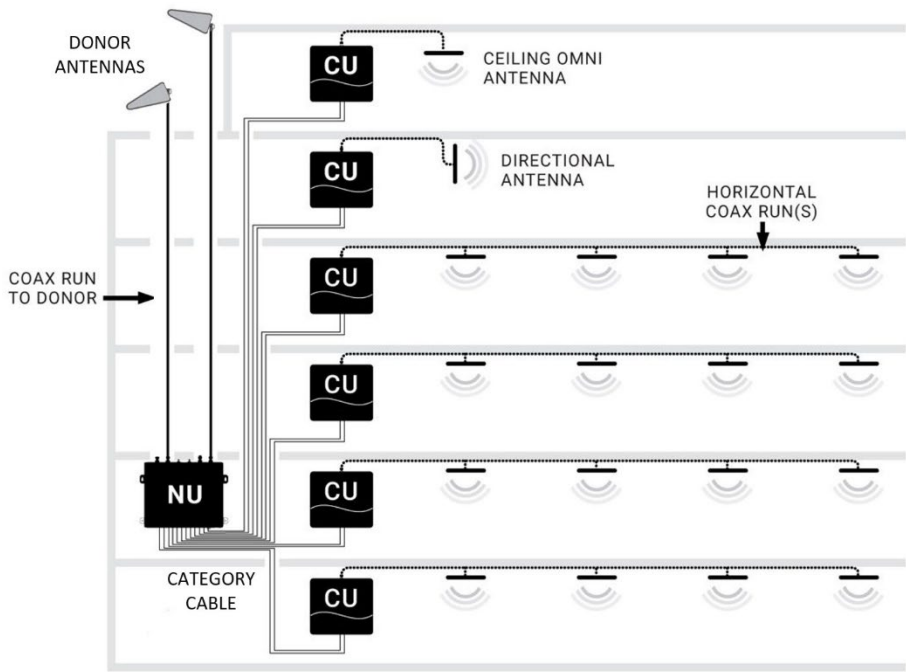 DONOR
ANTENNAS
CU
CEILING OMNI
ANTENNA
CU
DIRECTIONAL
ANTENNA
HORIZONTAL
COAX RUN(S)
COAX RUN
TO DONOR
CU
CU
NU
CU
CATEGORY
CABLE
CU